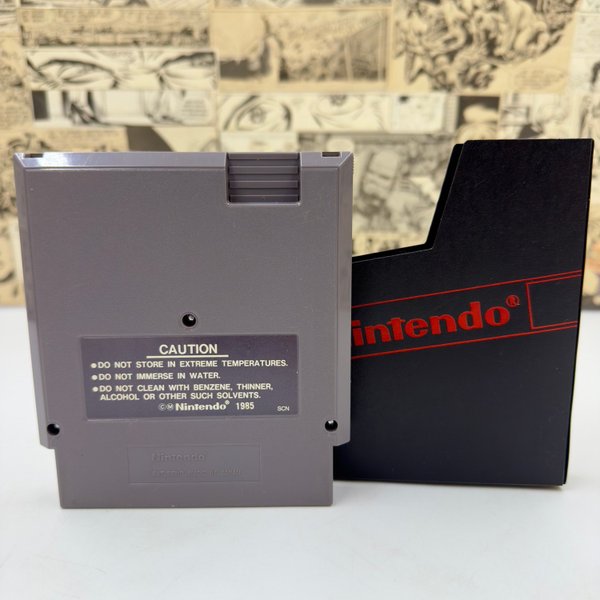 CAUTION
●DO NOT STORE IN EXTREME TEMPERATURES.
●DO NOT IMMERSE IN WATER.
●DO NOT CLEAN WITH BENZENE, THINNER,
ALCOHOL OR OTHER SUCH SOLVENTS.
©Ⓜ Nintendo® 1985 SCN
Nintendo
intendo®